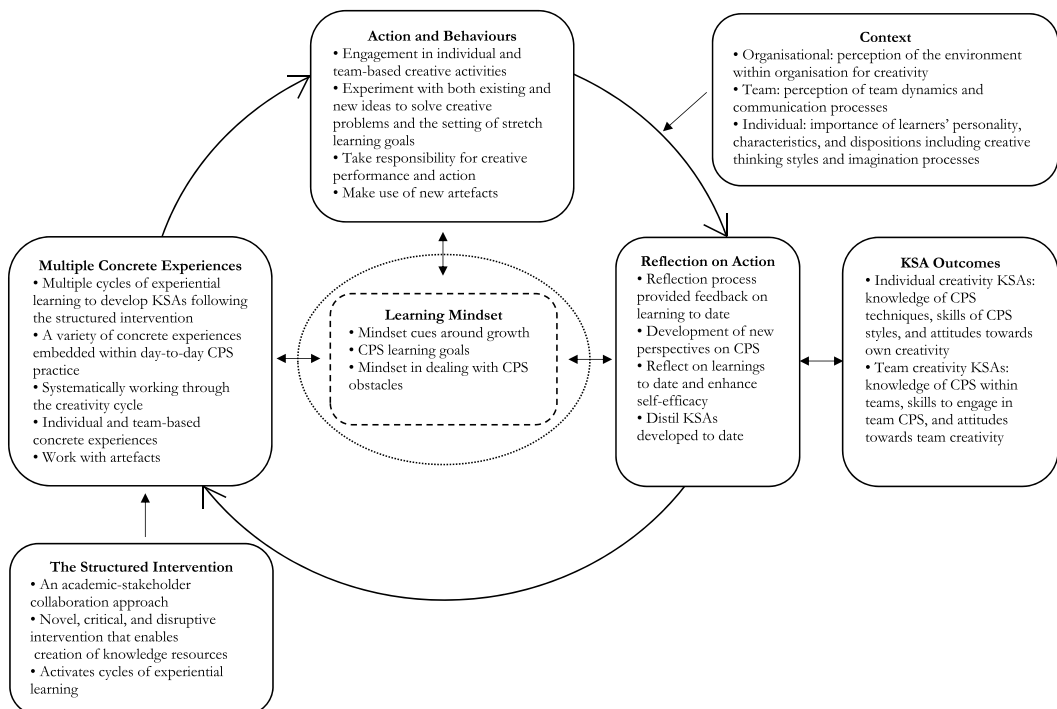 Action and Behaviours
• Engagement in individual and
team-based creative activities
• Experiment with both existing and
new ideas to solve creative
problems and the setting of stretch
learning goals
• Take responsibility for creative
performance and action
• Make use of new artefacts
Context
• Organisational: perception of the environment
within organisation for creativity
• Team: perception of team dynamics and
communication processes
• Individual: importance of learners’ personality,
characteristics, and dispositions including creative
thinking styles and imagination processes
Multiple Concrete Experiences
• Multiple cycles of experiential
learning to develop KSAs following
the structured intervention
• A variety of concrete experiences
embedded within day-to-day CPS
practice
• Systematically working through
the creativity cycle
• Individual and team-based
concrete experiences
• Work with artefacts
Learning Mindset
• Mindset cues around growth
• CPS learning goals
• Mindset in dealing with CPS
obstacles
Reflection on Action
• Reflection process
provided feedback on
learning to date
• Development of new
perspectives on CPS
• Reflect on learnings
to date and enhance
self-efficacy
• Distil KSAs
developed to date
KSA Outcomes
• Individual creativity KSAs:
knowledge of CPS
techniques, skills of CPS
styles, and attitudes towards
own creativity
• Team creativity KSAs:
knowledge of CPS within
teams, skills to engage in
team CPS, and attitudes
towards team creativity
The Structured Intervention
• An academic-stakeholder
collaboration approach
• Novel, critical, and disruptive
intervention that enables
creation of knowledge resources
• Activates cycles of experiential
learning